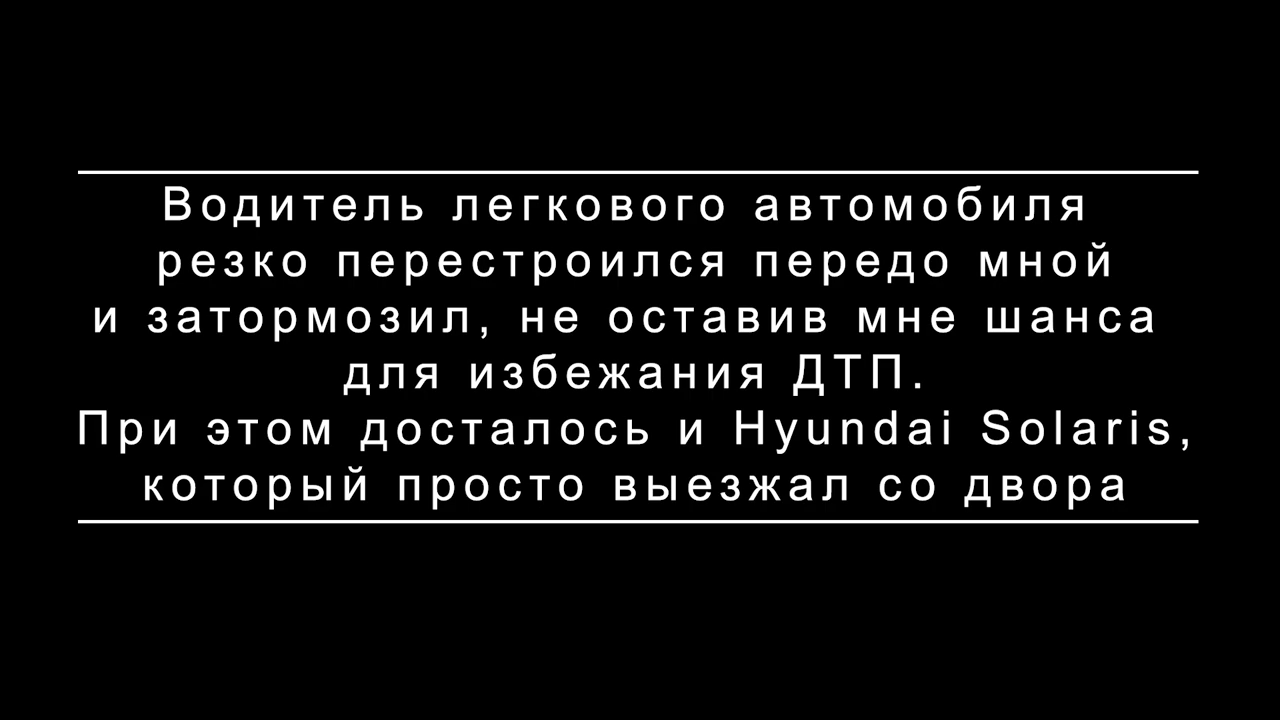 Водитель легкового автомобиля
резко перестроился передо мной
и затормозил, не оставив мне шанса
для избежания ДТП.
При этом досталось и Hyundai Solaris,
который просто выезжал со двора